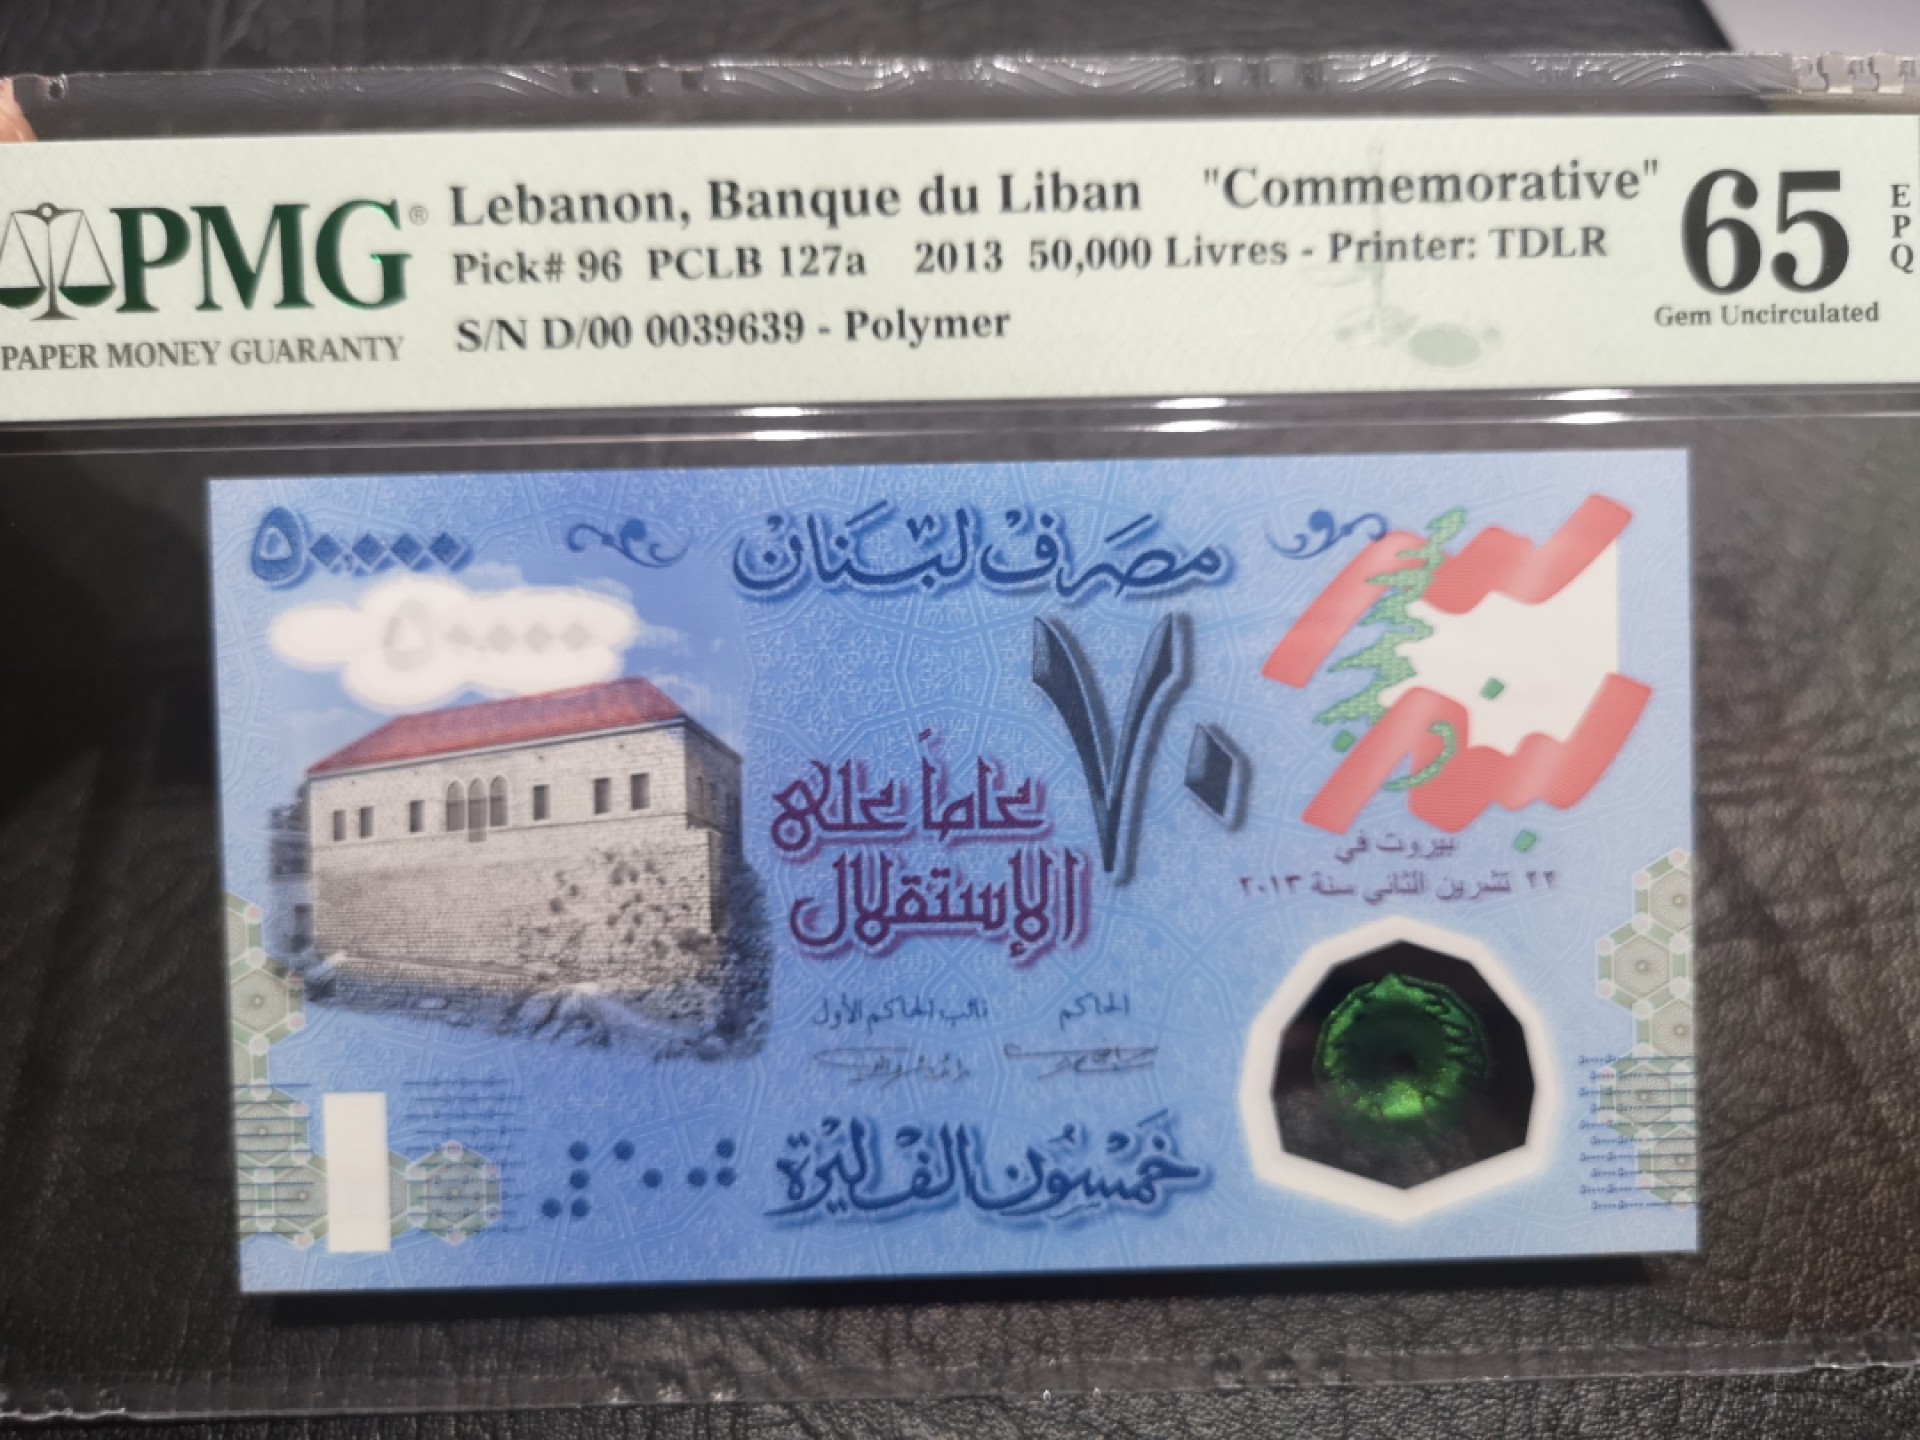 PMG®
PAPER MONEY GUARANTY
Lebanon, Banque du Liban "Commemorative"
Pick# 96 PCLB 127a 2013 50,000 Livres - Printer: TDLR
S/N D/00 0039639 - Polymer
65 EPQ
Gem Uncirculated
٥٠٠٠٠
مصرف لبنان
٥٠٠٠٠
٧٠
عاماً على
الإستقلال
بيروت في
٢٢ تشرين الثاني سنة ٢٠١٣
الحاكم
نائب الحاكم الأول
خمسون الف ليرة